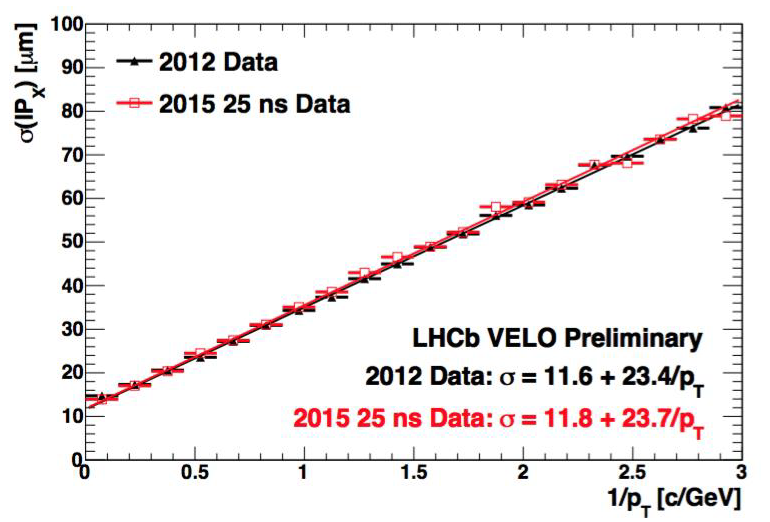 σ(IPX) [μm]
100
90
80
70
60
50
40
30
20
10
0
2012 Data
2015 25 ns Data
LHCb VELO Preliminary
2012 Data: σ = 11.6 + 23.4/pT
2015 25 ns Data: σ = 11.8 + 23.7/pT
0 0.5 1 1.5 2 2.5 3
1/pT [c/GeV]